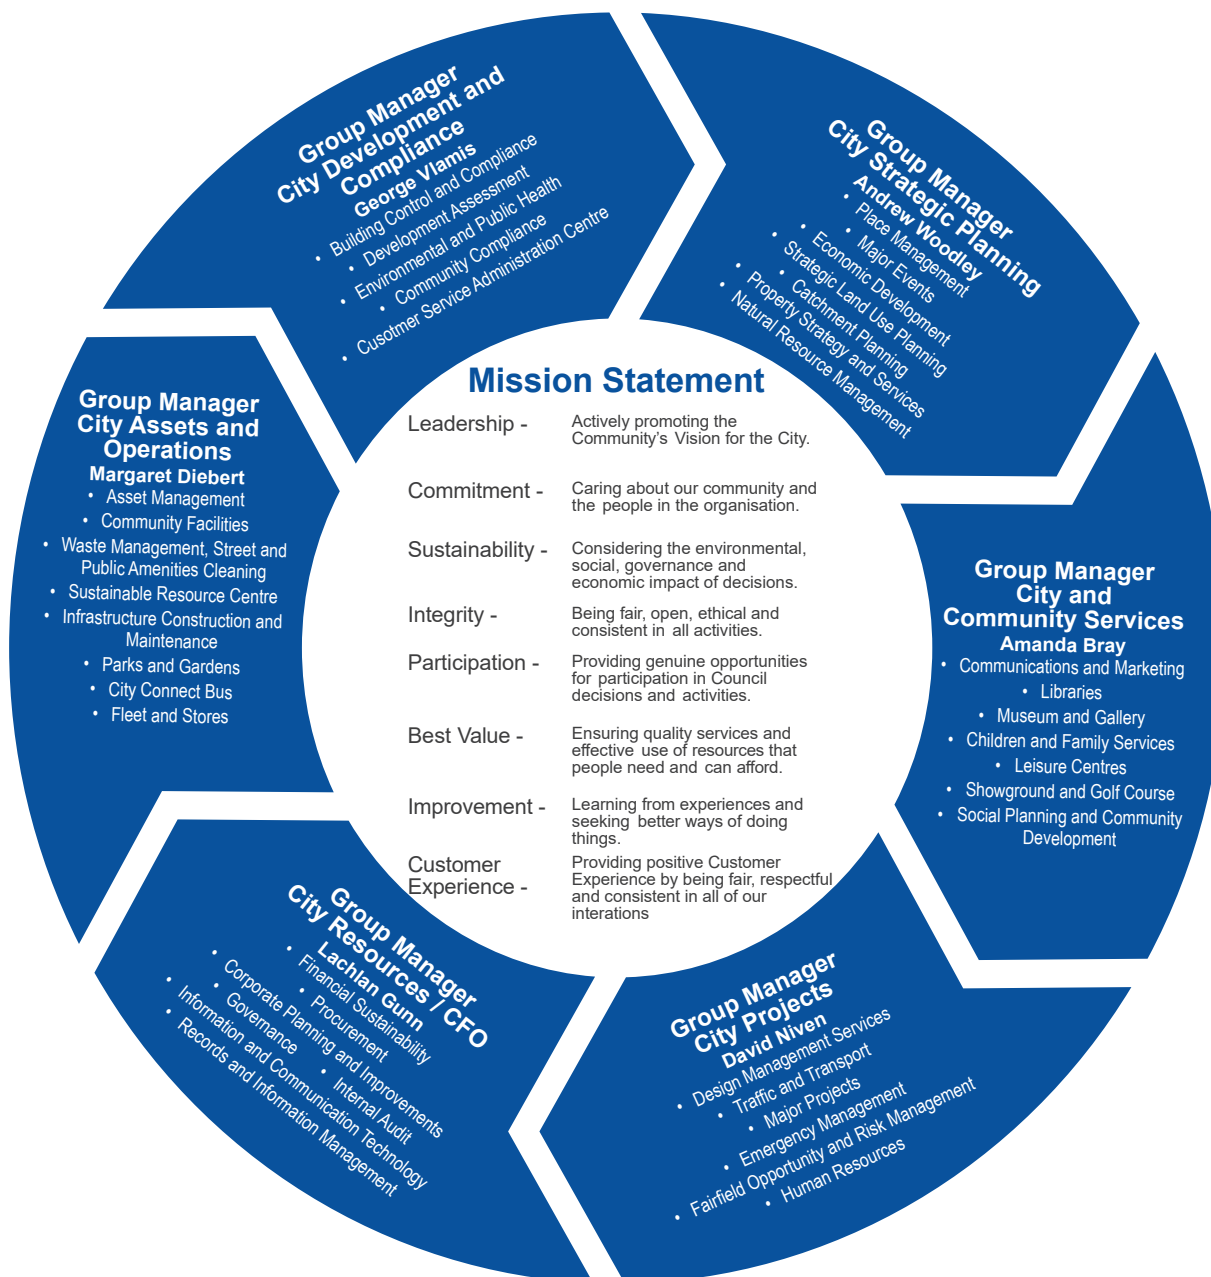 Group Manager
City Development and
Compliance
George Vlamis
• Building Control and Compliance
• Development Assessment
• Environmental and Public Health
• Community Compliance
• Cusotmer Service Administration Centre
Group Manager
City Strategic Planning
Andrew Woodley
• Place Management
• Major Events
• Economic Development
• Strategic Land Use Planning
• Catchment Planning
• Property Strategy and Services
• Natural Resource Management
Group Manager
City and
Community Services
Amanda Bray
• Communications and Marketing
• Libraries
• Museum and Gallery
• Children and Family Services
• Leisure Centres
• Showground and Golf Course
• Social Planning and Community
Development
Group Manager
City Projects
David Niven
• Design Management Services
• Traffic and Transport
• Major Projects
• Emergency Management
• Fairfield Opportunity and Risk Management
• Human Resources
Group Manager
City Resources / CFO
Lachlan Gunn
• Financial Sustainability
• Procurement
• Corporate Planning and Improvements
• Governance • Internal Audit
• Information and Communication Technology
• Records and Information Management
Group Manager
City Assets and
Operations
Margaret Diebert
• Asset Management
• Community Facilities
• Waste Management, Street and
Public Amenities Cleaning
• Sustainable Resource Centre
• Infrastructure Construction and
Maintenance
• Parks and Gardens
• City Connect Bus
• Fleet and Stores
Mission Statement
Leadership - Actively promoting the
Community's Vision for the City.
Commitment - Caring about our community and
the people in the organisation.
Sustainability - Considering the environmental,
social, governance and
economic impact of decisions.
Integrity - Being fair, open, ethical and
consistent in all activities.
Participation - Providing genuine opportunities
for participation in Council
decisions and activities.
Best Value - Ensuring quality services and
effective use of resources that
people need and can afford.
Improvement - Learning from experiences and
seeking better ways of doing
things.
Customer
Experience - Providing positive Customer
Experience by being fair, respectful
and consistent in all of our
interations